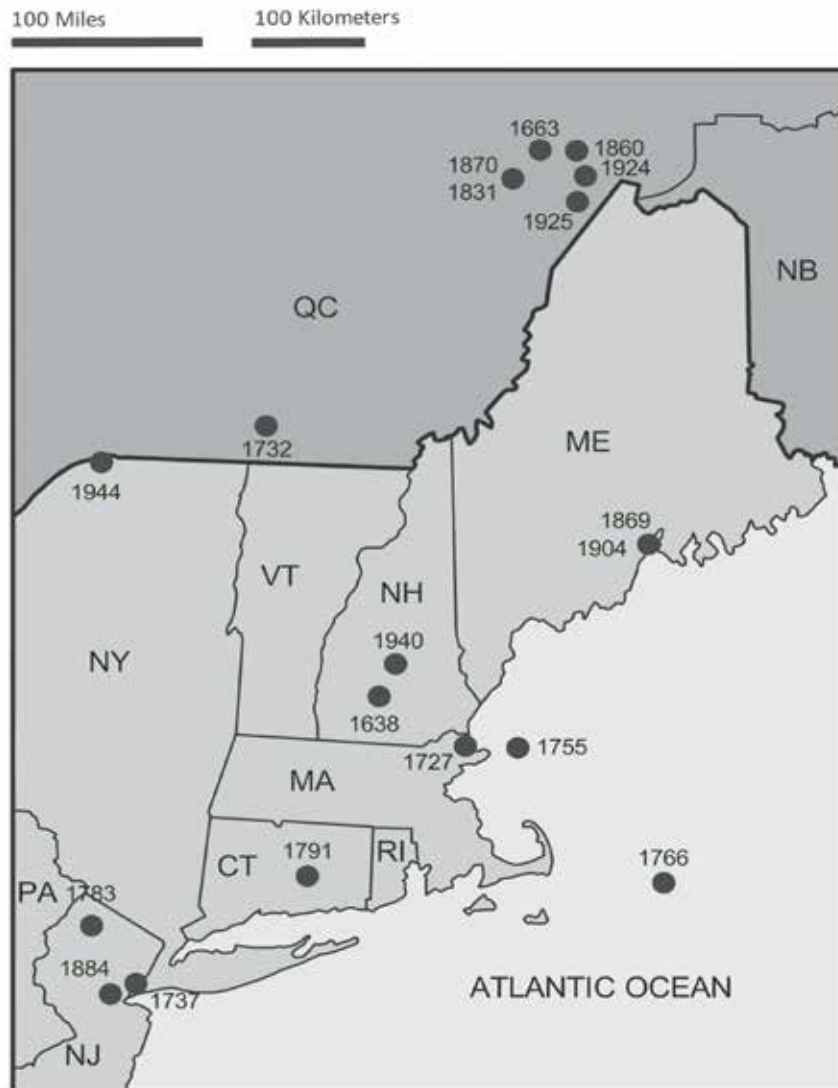 100 Miles
100 Kilometers
1663
1860
1870
1924
1831
1925
NB
QC
1732
ME
1944
1869
1904
VT
NH
1940
NY
1638
1727
1755
MA
1791
RI
CT
1766
PA
1783
1884
ATLANTIC OCEAN
1737
NJ